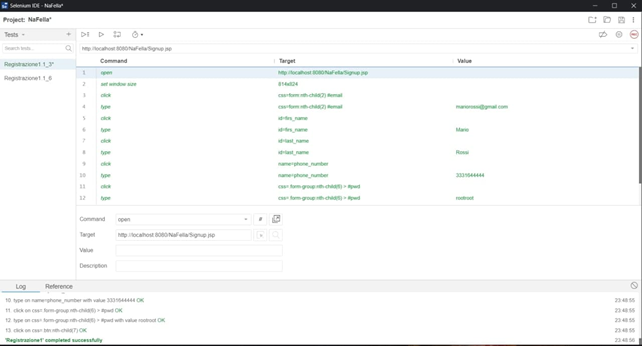 Selenium IDE - NaFella*
Project: NaFella*
Tests
Search tests...
Registrazione1 1_3*
Registrazione1 1_6
http://localhost:8080/NaFella/Signup.jsp
Command Target Value
1 open http://localhost:8080/NaFella/Signup.jsp
2 set window size 814x824
3 click css=form:nth-child(2) #email
4 type css=form:nth-child(2) #email mariorossi@gmail.com
5 click id=firs_name
6 type id=firs_name Mario
7 click id=last_name
8 type id=last_name Rossi
9 click name=phone_number
10 type name=phone_number 3331644444
11 click css=.form-group:nth-child(6) > #pwd
12 type css=.form-group:nth-child(6) > #pwd rootroot
Command open //
Target http://localhost:8080/NaFella/Signup.jsp
Value
Description
Log Reference
10. type on name=phone_number with value 3331644444 OK 23:48:55
11. click on css=.form-group:nth-child(6) > #pwd OK 23:48:55
12. type on css=.form-group:nth-child(6) > #pwd with value rootroot OK 23:48:55
13. click on css=.btn:nth-child(7) OK 23:48:55
'Registrazione1' completed successfully 23:48:56